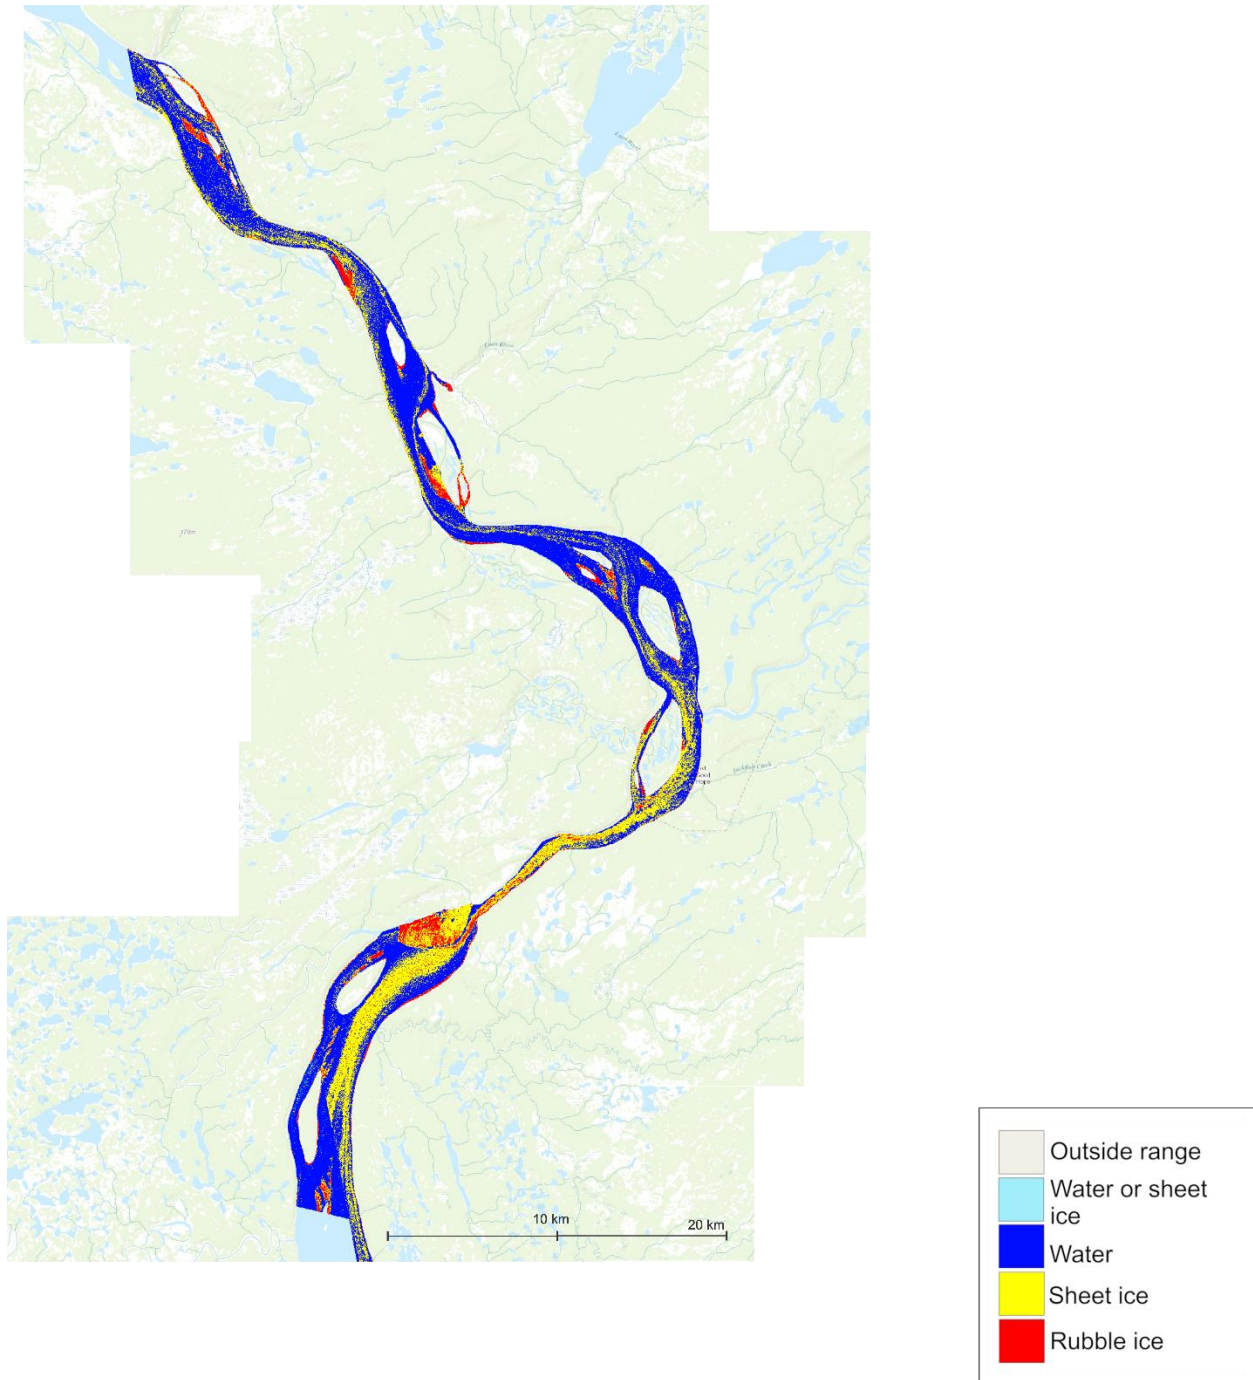 10 km
20 km
Outside range
Water or sheet
ice
Water
Sheet ice
Rubble ice